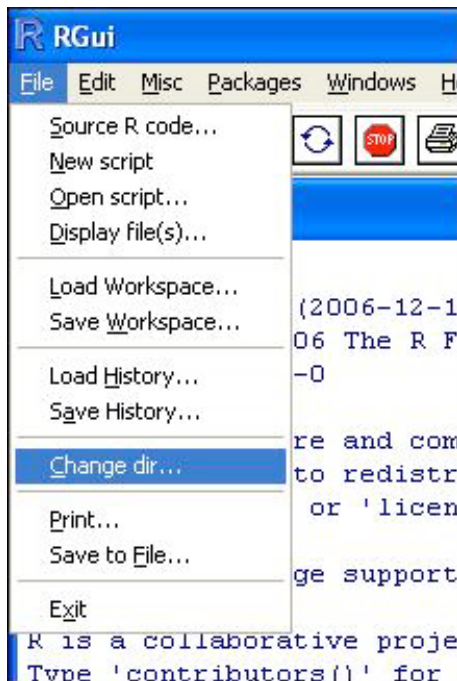 RGui
File Edit Misc Packages Windows
Source R code...
New script
Open script...
Display file(s)...
Load Workspace...
Save Workspace...
Load History...
Save History...
Change dir...
Print...
Save to File...
Exit
STOP
(2006-12-1
06 The R F
-0
re and com
to redistr
or 'licen
ge support
R is a collaborative proje
Type 'contributors()' for